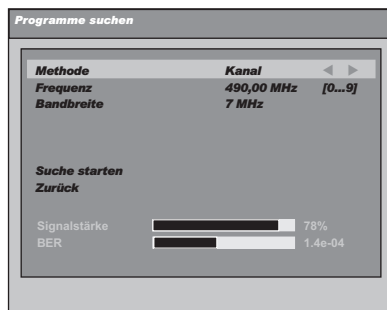 Programme suchen
Methode Kanal
Frequenz 490,00 MHz [0...9]
Bandbreite 7 MHz
Suche starten
Zurück
Signalstärke 78%
BER 1.4e-04